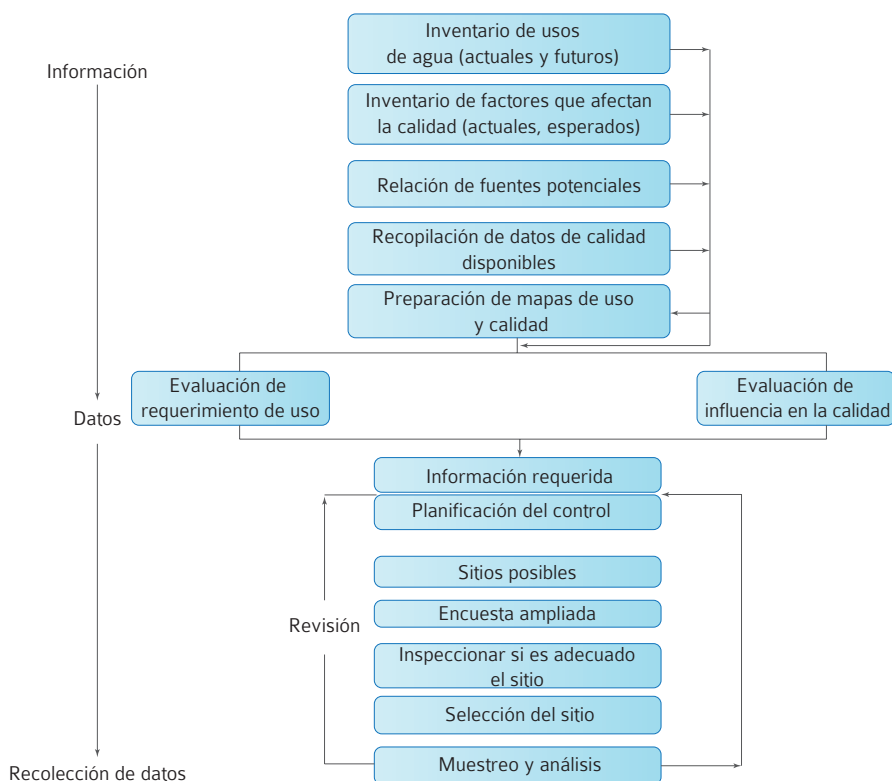 Inventario de usos
de agua (actuales y futuros)
Información
Inventario de factores que afectan
la calidad (actuales, esperados)
Relación de fuentes potenciales
Recopilación de datos de calidad
disponibles
Preparación de mapas de uso
y calidad
Evaluación de
requerimiento de uso
Evaluación de
influencia en la calidad
Datos
Información requerida
Planificación del control
Sitios posibles
Encuesta ampliada
Revisión
Inspeccionar si es adecuado
el sitio
Selección del sitio
Muestreo y análisis
Recolección de datos